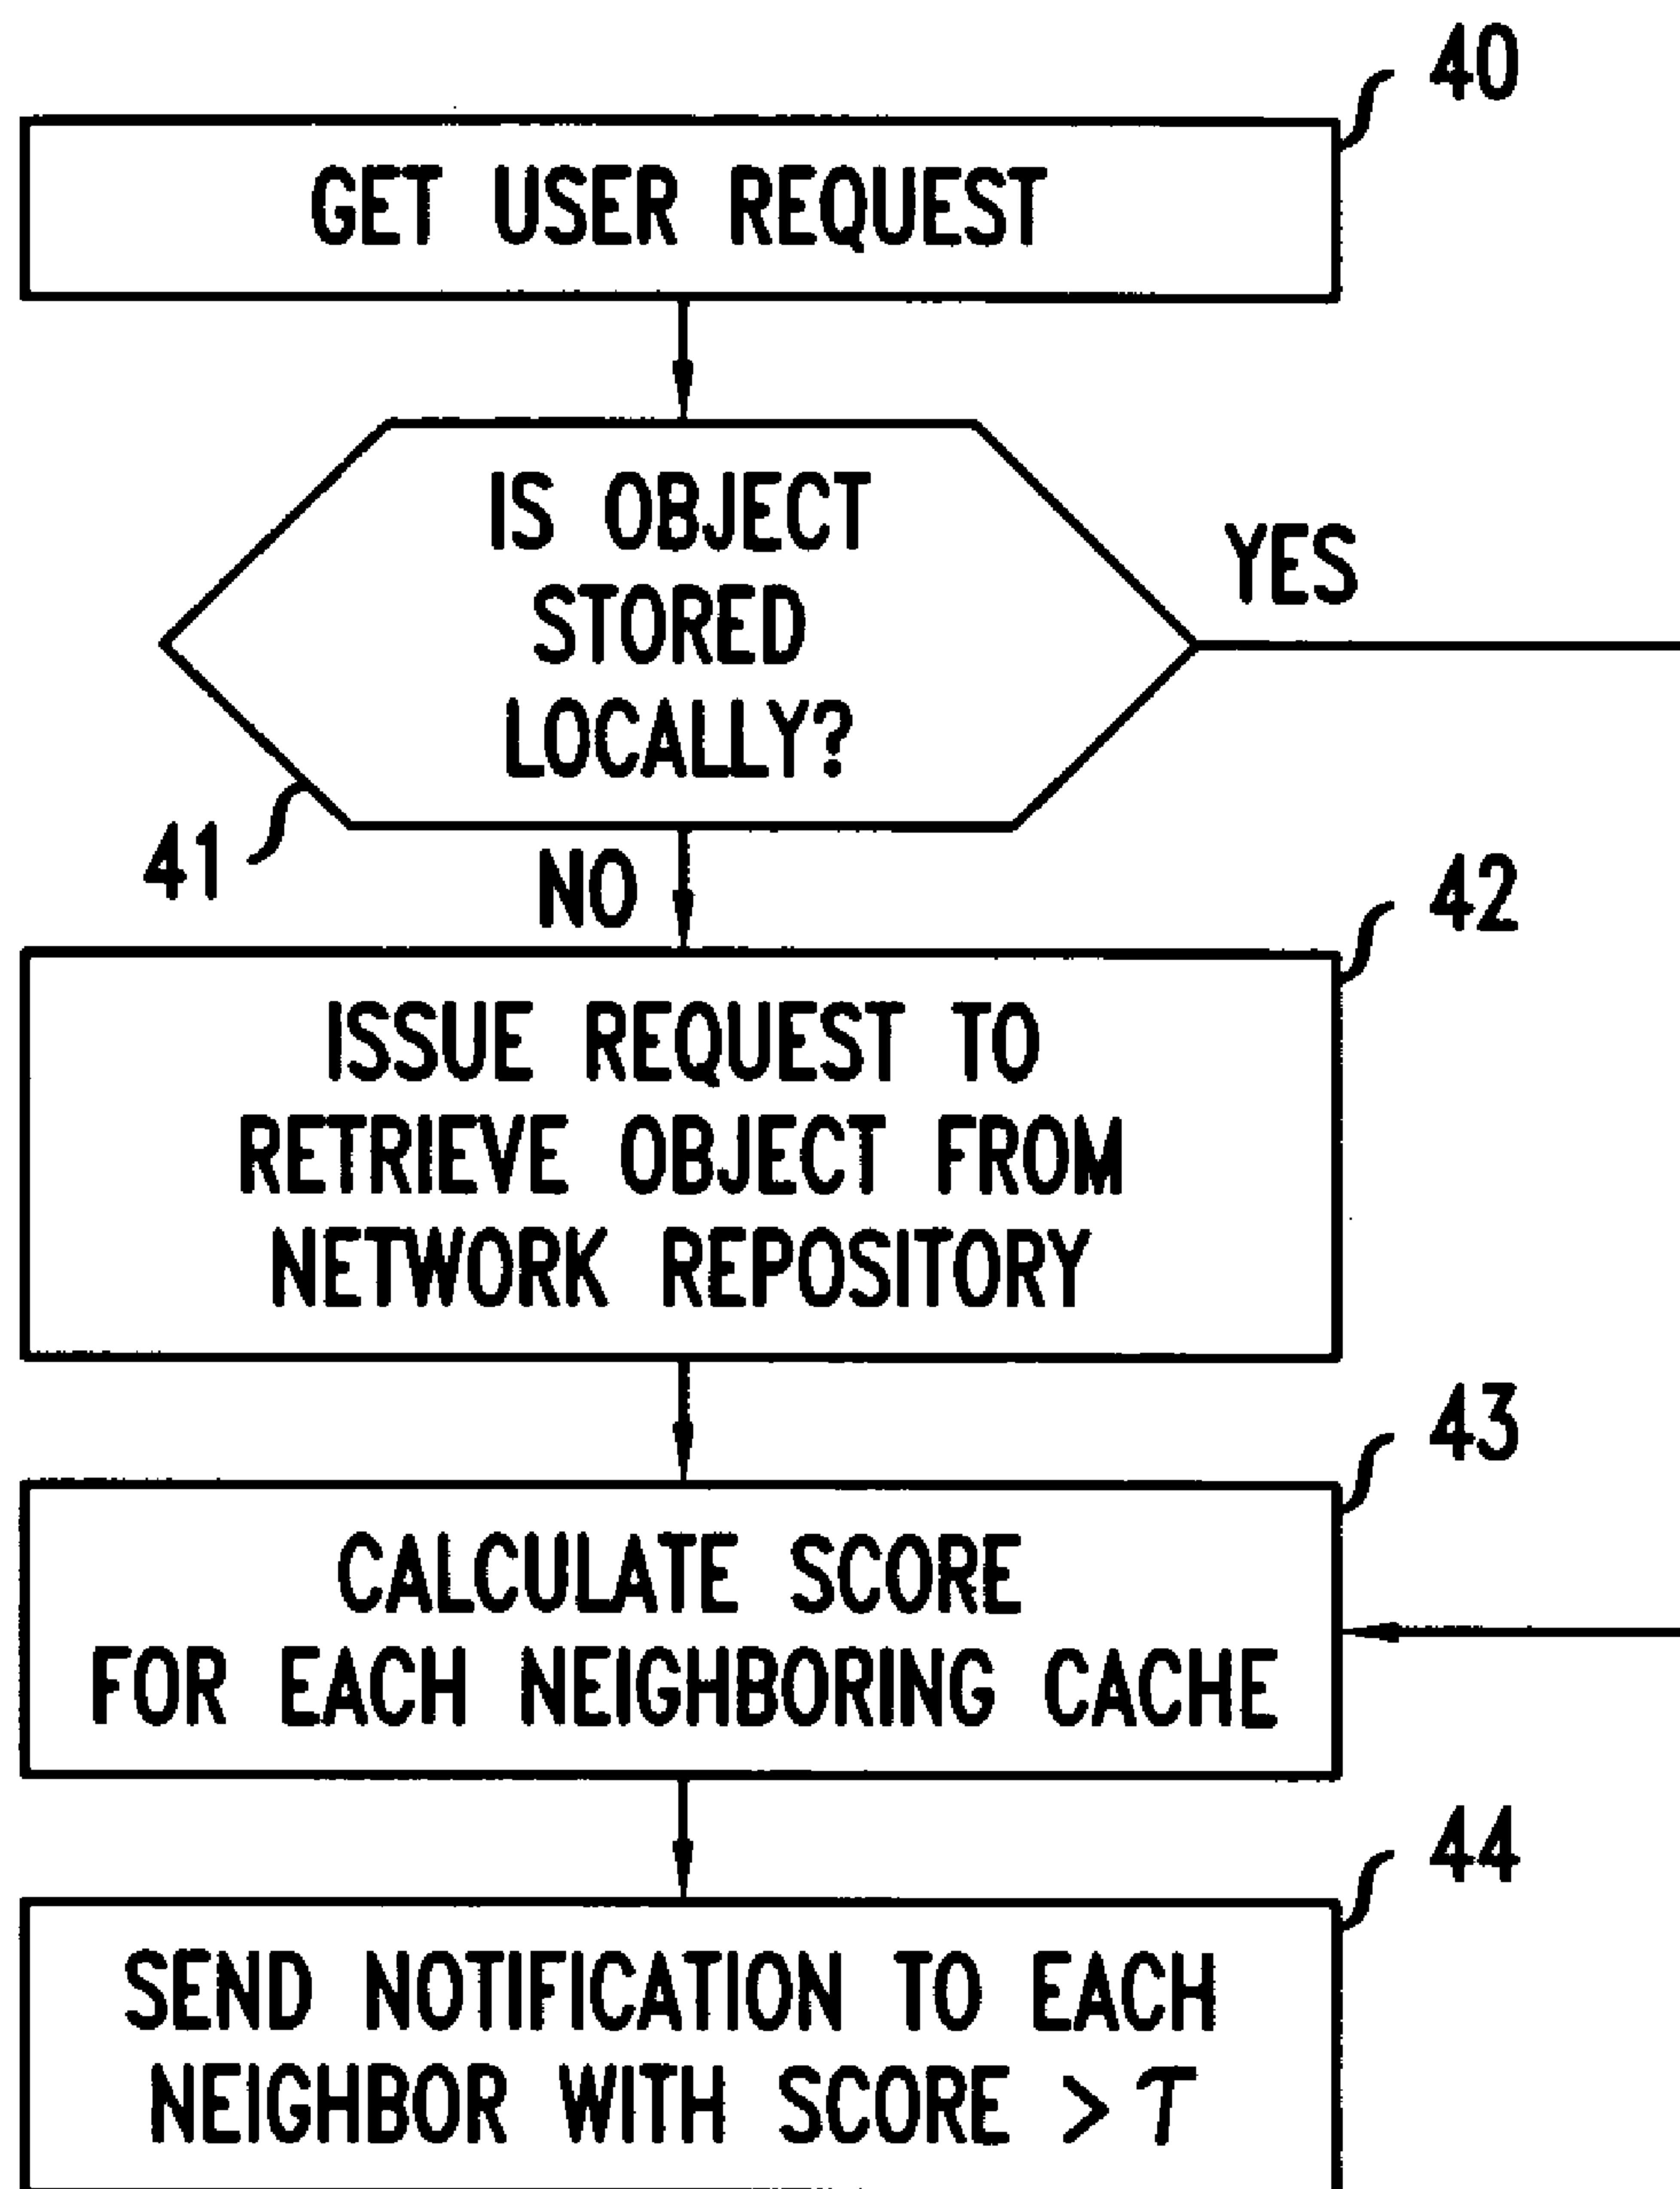 40
GET USER REQUEST
IS OBJECT
STORED
LOCALLY?
YES
41
NO
42
ISSUE REQUEST TO
RETRIEVE OBJECT FROM
NETWORK REPOSITORY
43
CALCULATE SCORE
FOR EACH NEIGHBORING CACHE
44
SEND NOTIFICATION TO EACH
NEIGHBOR WITH SCORE > τ